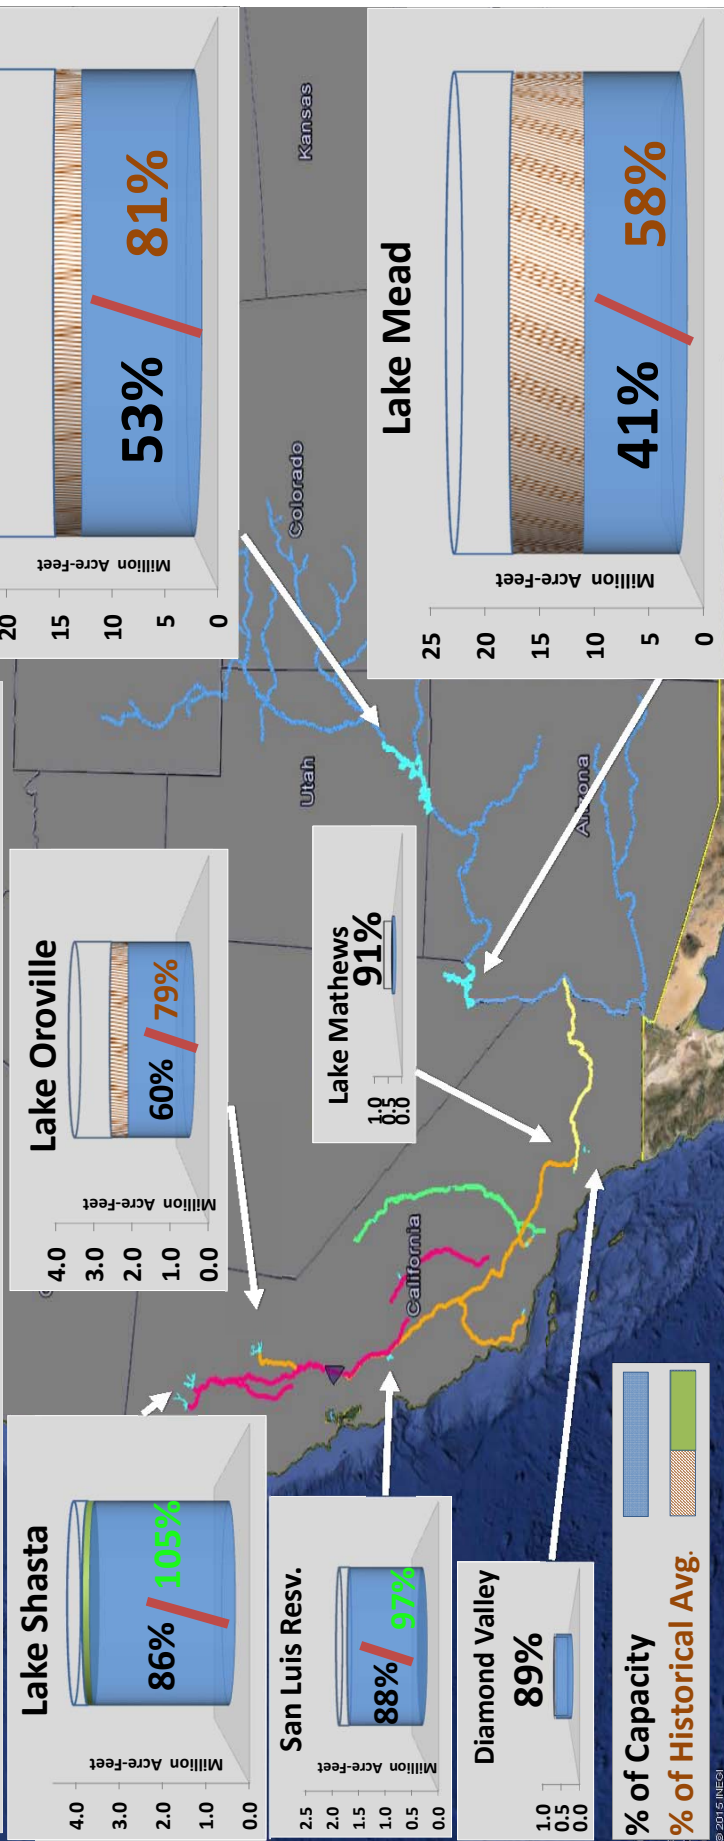 Lake Shasta
4.0
3.0
2.0
1.0
0.0
Million Acre-Feet
86%
105%
Lake Oroville
4.0
3.0
2.0
1.0
0.0
Million Acre-Feet
60%
79%
20
15
10
5
0
Million Acre-Feet
53%
81%
San Luis Resv.
2.5
2.0
1.5
1.0
0.5
0.0
Million Acre-Feet
88%
97%
Lake Mathews
91%
1.0
0.5
0.0
Lake Mead
25
20
15
10
5
0
Million Acre-Feet
41%
58%
Diamond Valley
89%
1.0
0.5
0.0
California
Utah
Colorado
Kansas
Arizona
% of Capacity
% of Historical Avg.
© 2015 INEGI